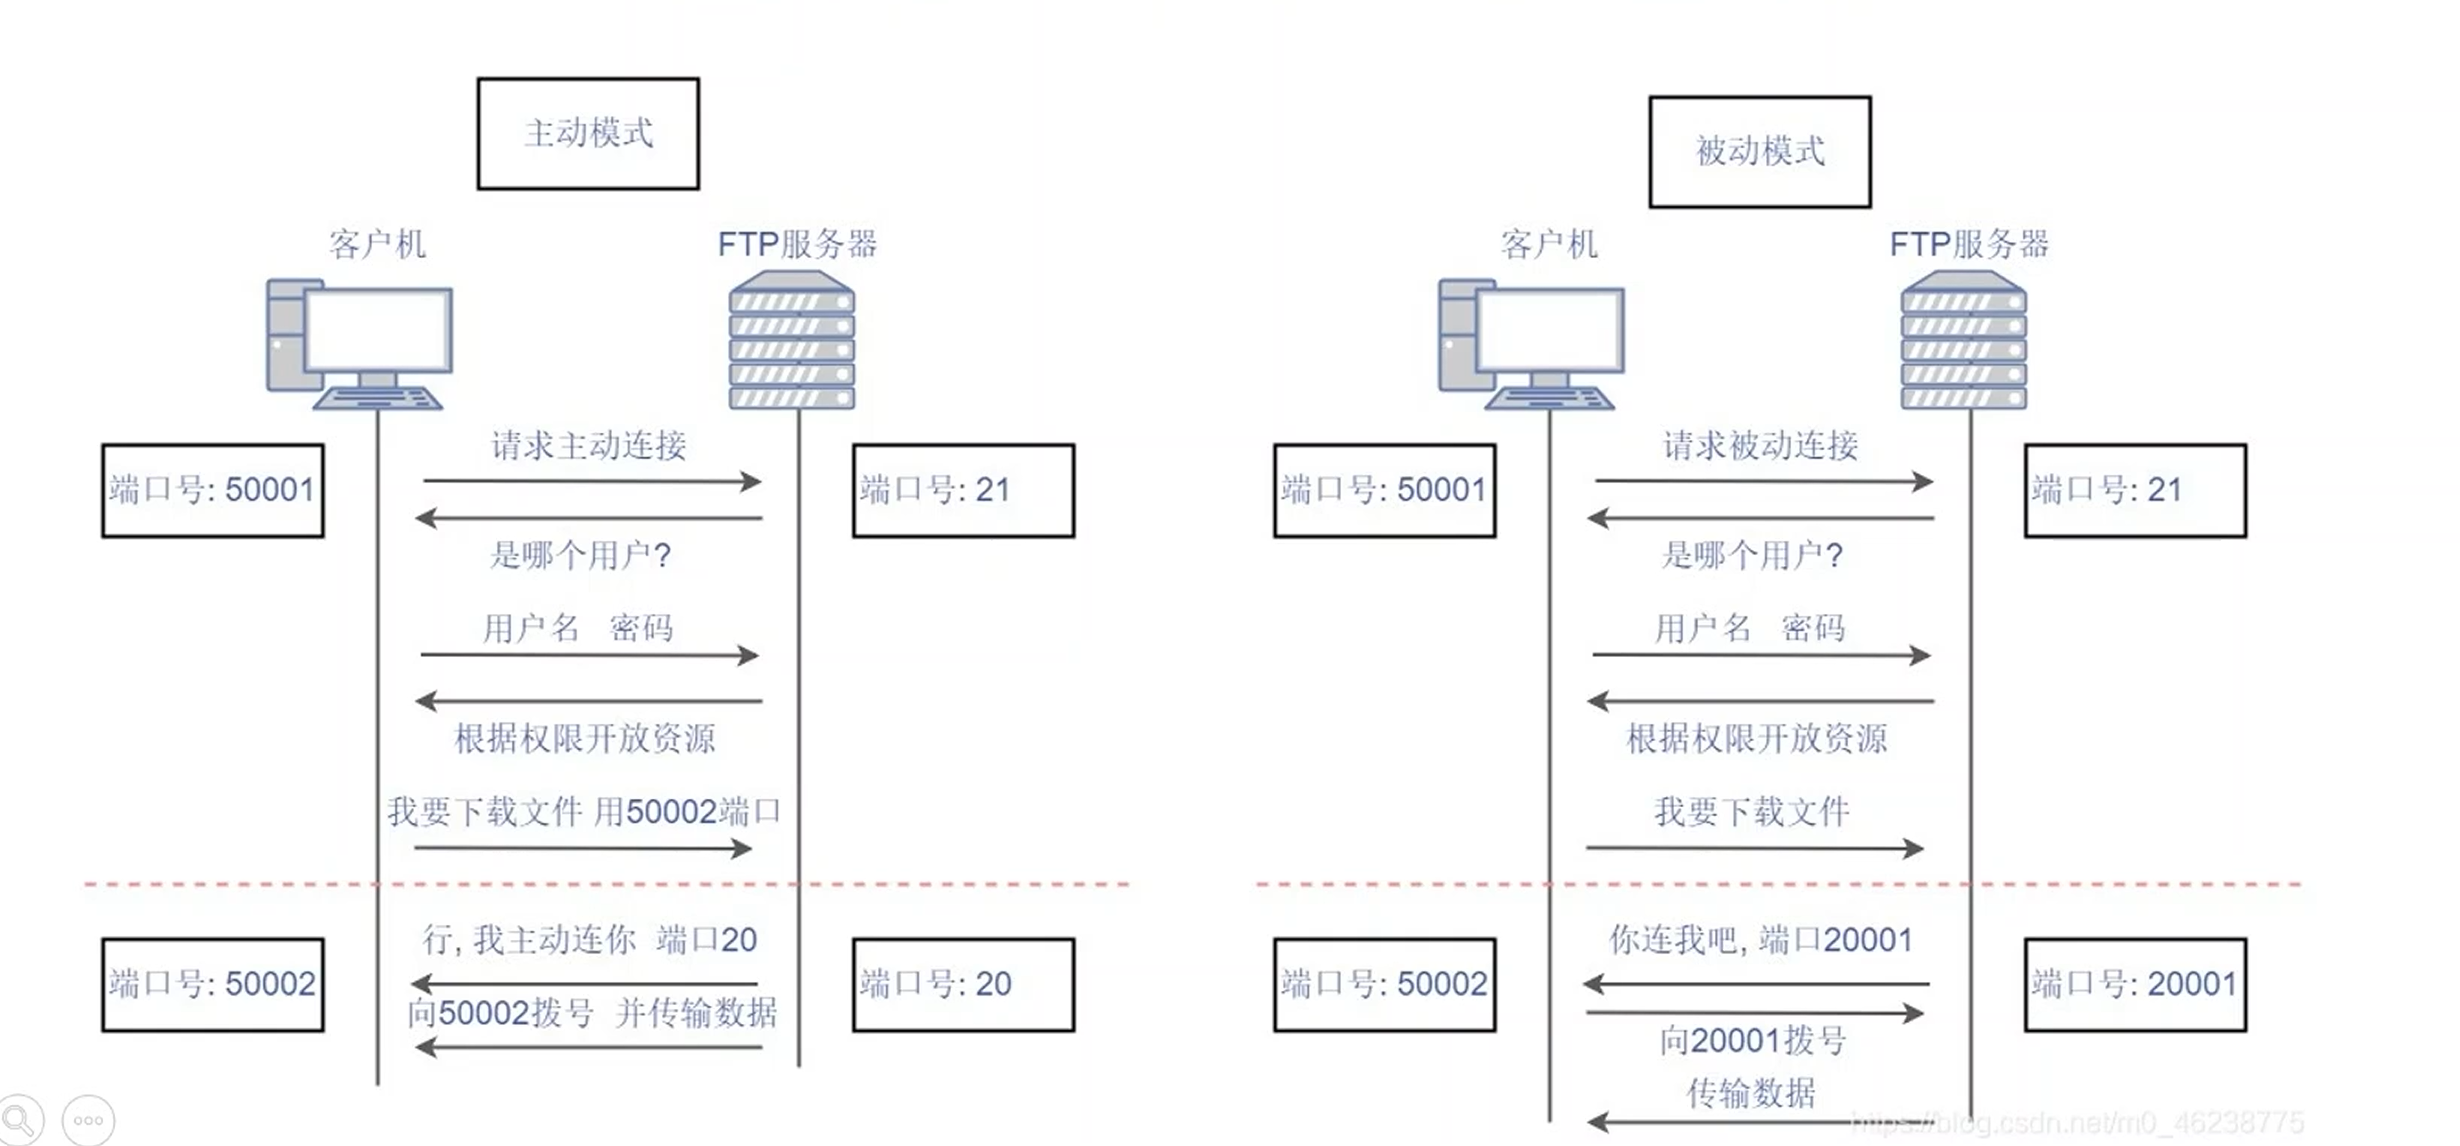 主动模式
客户机
FTP服务器
请求主动连接
端口号: 50001
端口号: 21
是哪个用户?
用户名 密码
根据权限开放资源
我要下载文件 用50002端口
行, 我主动连你 端口20
端口号: 50002
端口号: 20
向50002拨号 并传输数据
被动模式
客户机
FTP服务器
请求被动连接
端口号: 50001
端口号: 21
是哪个用户?
用户名 密码
根据权限开放资源
我要下载文件
你连我吧, 端口20001
端口号: 50002
端口号: 20001
向20001拨号
传输数据
https://blog.csdn.net/m0_46238775